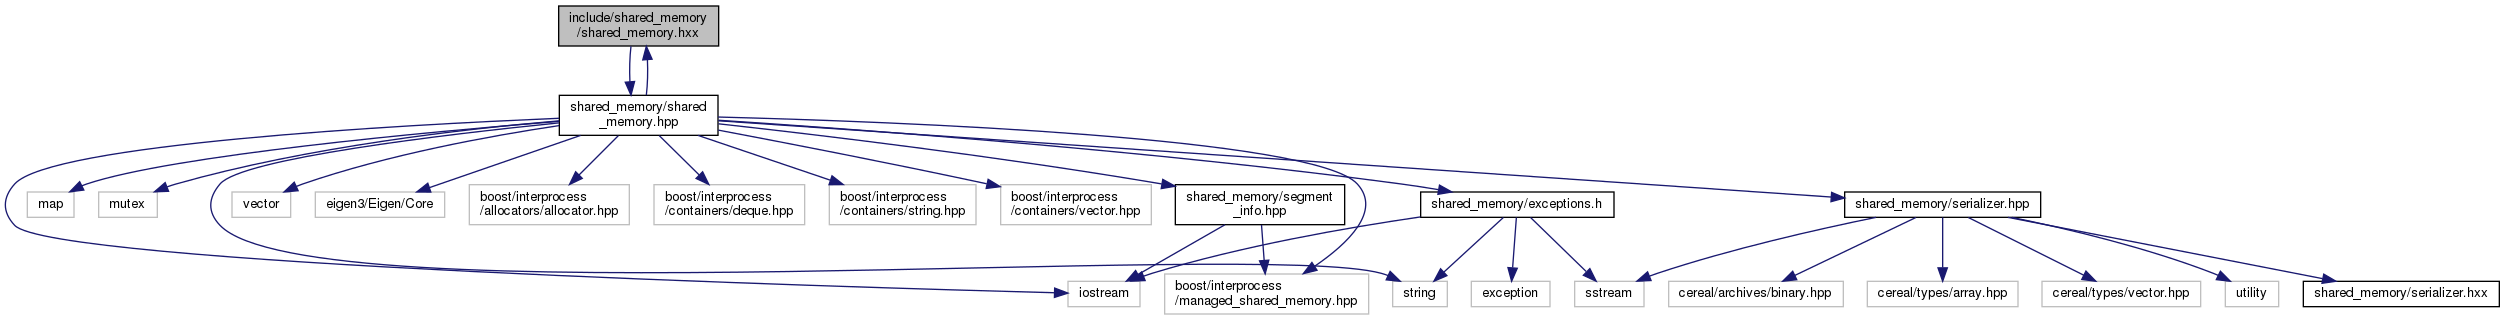 include/shared_memory
/shared_memory.hxx
shared_memory/shared
_memory.hpp
map
mutex
vector
eigen3/Eigen/Core
boost/interprocess
/allocators/allocator.hpp
boost/interprocess
/containers/deque.hpp
boost/interprocess
/containers/string.hpp
boost/interprocess
/containers/vector.hpp
shared_memory/segment
_info.hpp
shared_memory/exceptions.h
shared_memory/serializer.hpp
iostream
boost/interprocess
/managed_shared_memory.hpp
string
exception
sstream
cereal/archives/binary.hpp
cereal/types/array.hpp
cereal/types/vector.hpp
utility
shared_memory/serializer.hxx